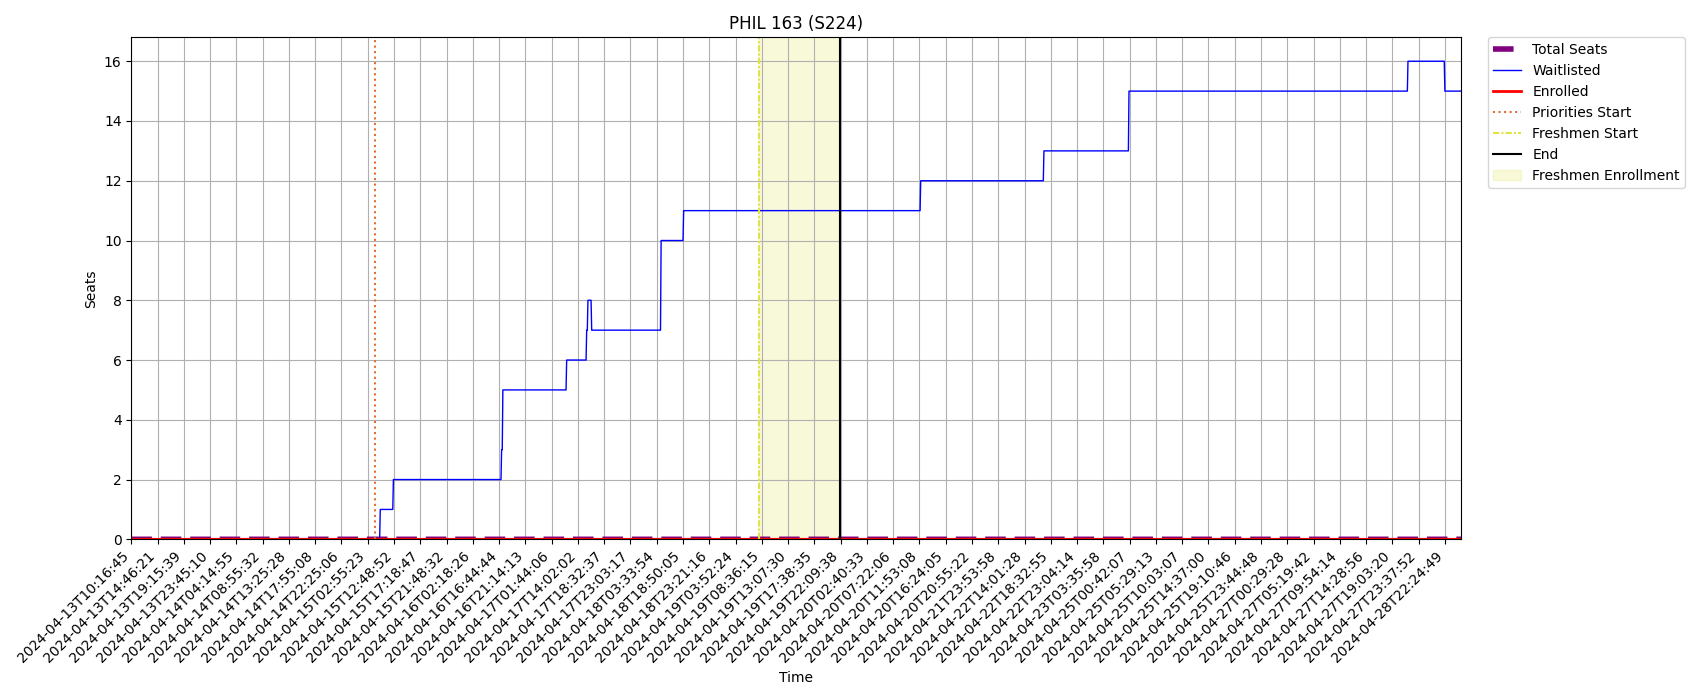 PHIL 163 (S224)
Total Seats
Waitlisted
Enrolled
Priorities Start
Freshmen Start
End
Freshmen Enrollment
Seats
16
14
12
10
8
6
4
2
0
2024-04-13T10:16:45
2024-04-13T14:46:21
2024-04-13T19:15:39
2024-04-13T23:45:10
2024-04-14T04:14:55
2024-04-14T08:55:32
2024-04-14T13:25:28
2024-04-14T17:55:08
2024-04-14T22:25:06
2024-04-15T02:55:23
2024-04-15T12:48:52
2024-04-15T17:18:47
2024-04-15T21:48:32
2024-04-16T02:18:26
2024-04-16T16:44:44
2024-04-16T21:14:13
2024-04-17T01:44:06
2024-04-17T14:02:02
2024-04-17T18:32:37
2024-04-17T23:03:17
2024-04-18T03:33:54
2024-04-18T18:50:05
2024-04-18T23:21:16
2024-04-19T03:52:24
2024-04-19T08:36:15
2024-04-19T13:07:30
2024-04-19T17:38:35
2024-04-19T22:09:38
2024-04-20T02:40:33
2024-04-20T07:22:06
2024-04-20T11:53:08
2024-04-20T16:24:05
2024-04-20T20:55:22
2024-04-21T23:53:58
2024-04-22T14:01:28
2024-04-22T18:32:55
2024-04-22T23:04:14
2024-04-23T03:35:58
2024-04-25T00:42:07
2024-04-25T05:29:13
2024-04-25T10:03:07
2024-04-25T14:37:00
2024-04-25T19:10:46
2024-04-25T23:44:48
2024-04-27T00:29:28
2024-04-27T05:19:42
2024-04-27T09:54:14
2024-04-27T14:28:56
2024-04-27T19:03:20
2024-04-27T23:37:52
2024-04-28T22:24:49
Time